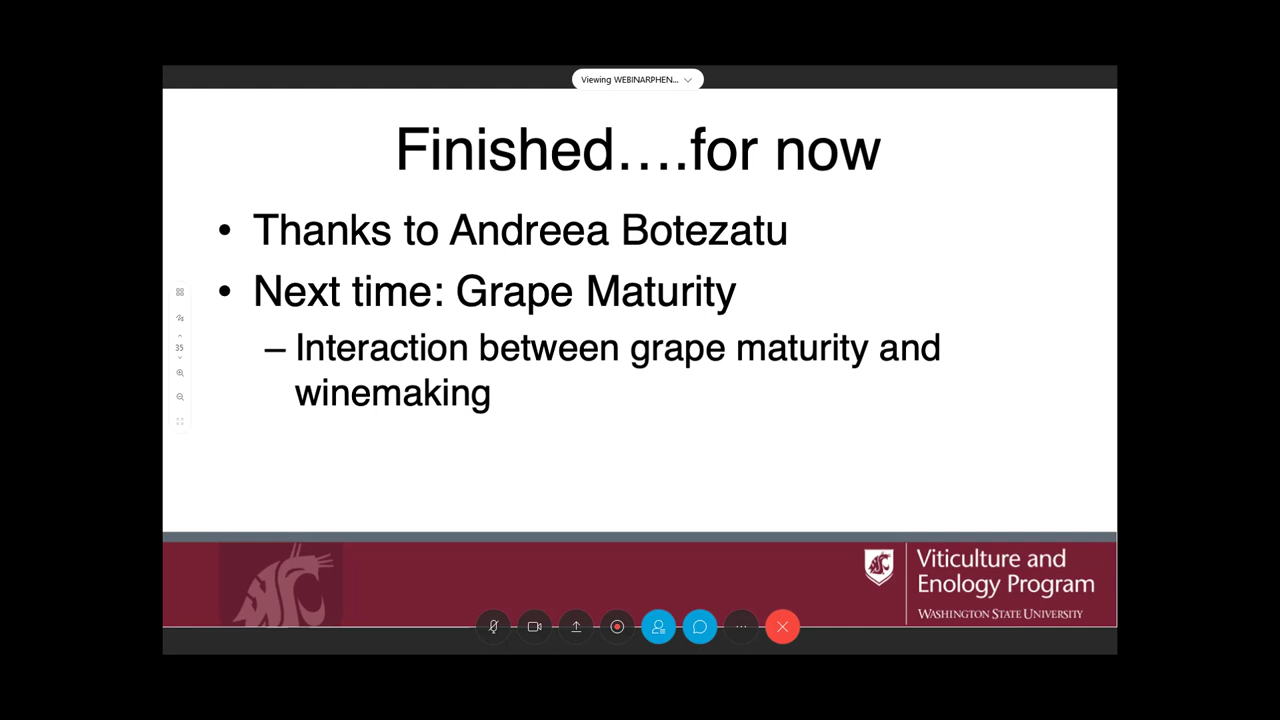 Viewing WEBINARPHEN...
Finished....for now
• Thanks to Andreea Botezatu
• Next time: Grape Maturity
– Interaction between grape maturity and
winemaking
35
Viticulture and
Enology Program
WASHINGTON STATE UNIVERSITY